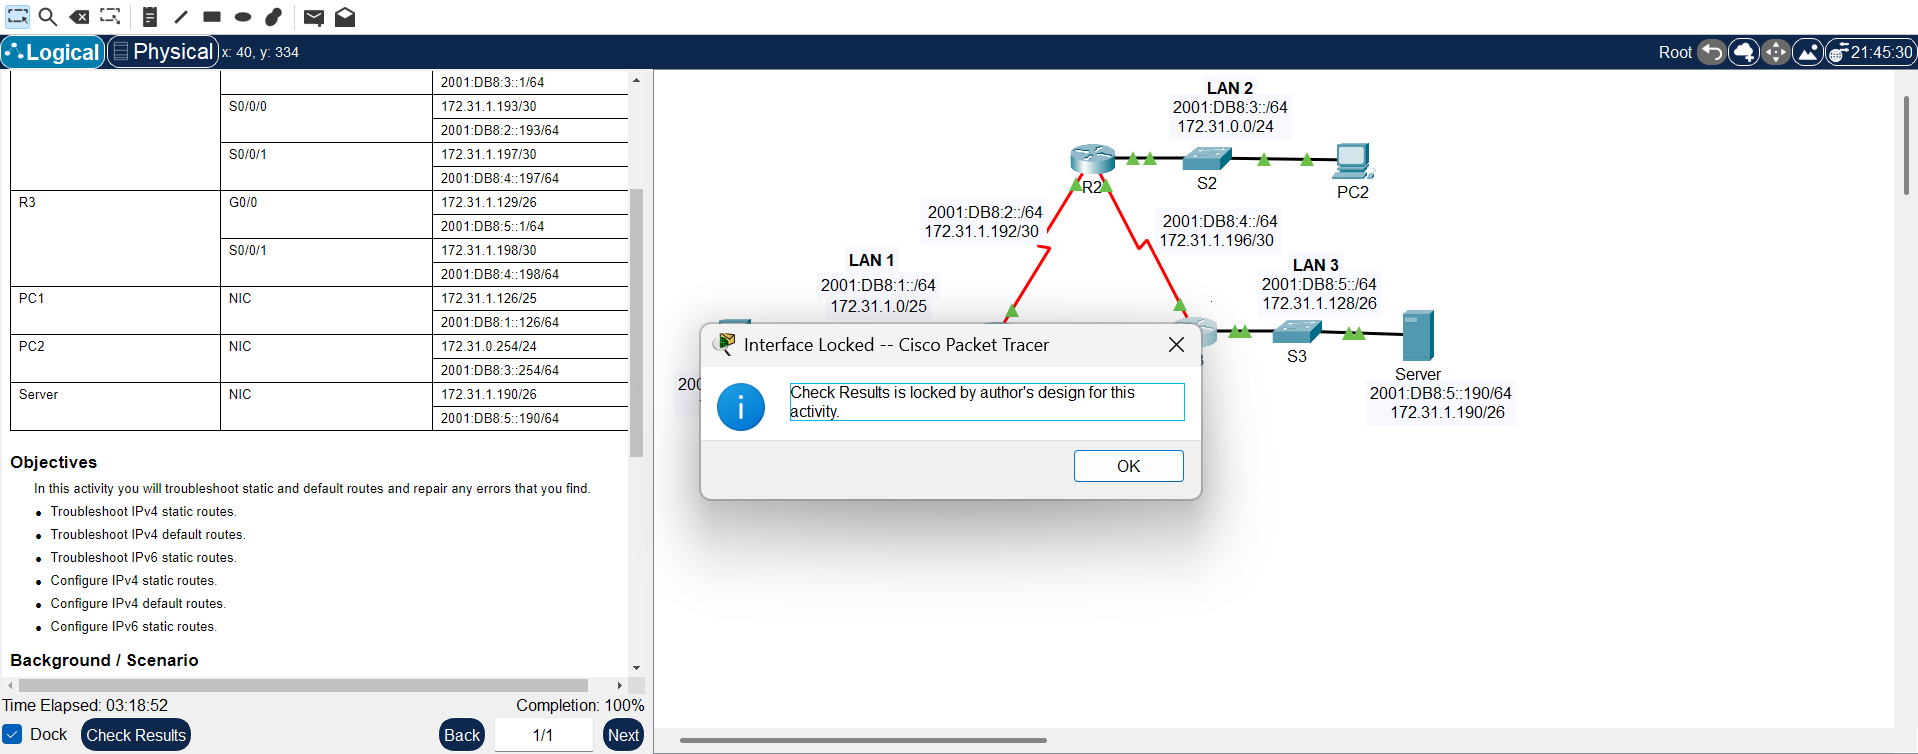 Logical
Physical
x: 40, y: 334
Root
21:45:30
2001:DB8:3::1/64
S0/0/0
172.31.1.193/30
2001:DB8:2::193/64
S0/0/1
172.31.1.197/30
2001:DB8:4::197/64
R3
G0/0
172.31.1.129/26
2001:DB8:5::1/64
S0/0/1
172.31.1.198/30
2001:DB8:4::198/64
PC1
NIC
172.31.1.126/25
2001:DB8:1::126/64
PC2
NIC
172.31.0.254/24
2001:DB8:3::254/64
Server
NIC
172.31.1.190/26
2001:DB8:5::190/64
Objectives
In this activity you will troubleshoot static and default routes and repair any errors that you find.
• Troubleshoot IPv4 static routes.
• Troubleshoot IPv4 default routes.
• Troubleshoot IPv6 static routes.
• Configure IPv4 static routes.
• Configure IPv4 default routes.
• Configure IPv6 static routes.
Background / Scenario
Time Elapsed: 03:18:52
Completion: 100%
Dock
Check Results
Back
1/1
Next
LAN 2
2001:DB8:3::/64
172.31.0.0/24
R2
S2
PC2
2001:DB8:2::/64
172.31.1.192/30
2001:DB8:4::/64
172.31.1.196/30
LAN 1
2001:DB8:1::/64
172.31.1.0/25
LAN 3
2001:DB8:5::/64
172.31.1.128/26
S3
Server
2001:DB8:5::190/64
172.31.1.190/26
200
Interface Locked -- Cisco Packet Tracer
Check Results is locked by author's design for this
activity.
OK